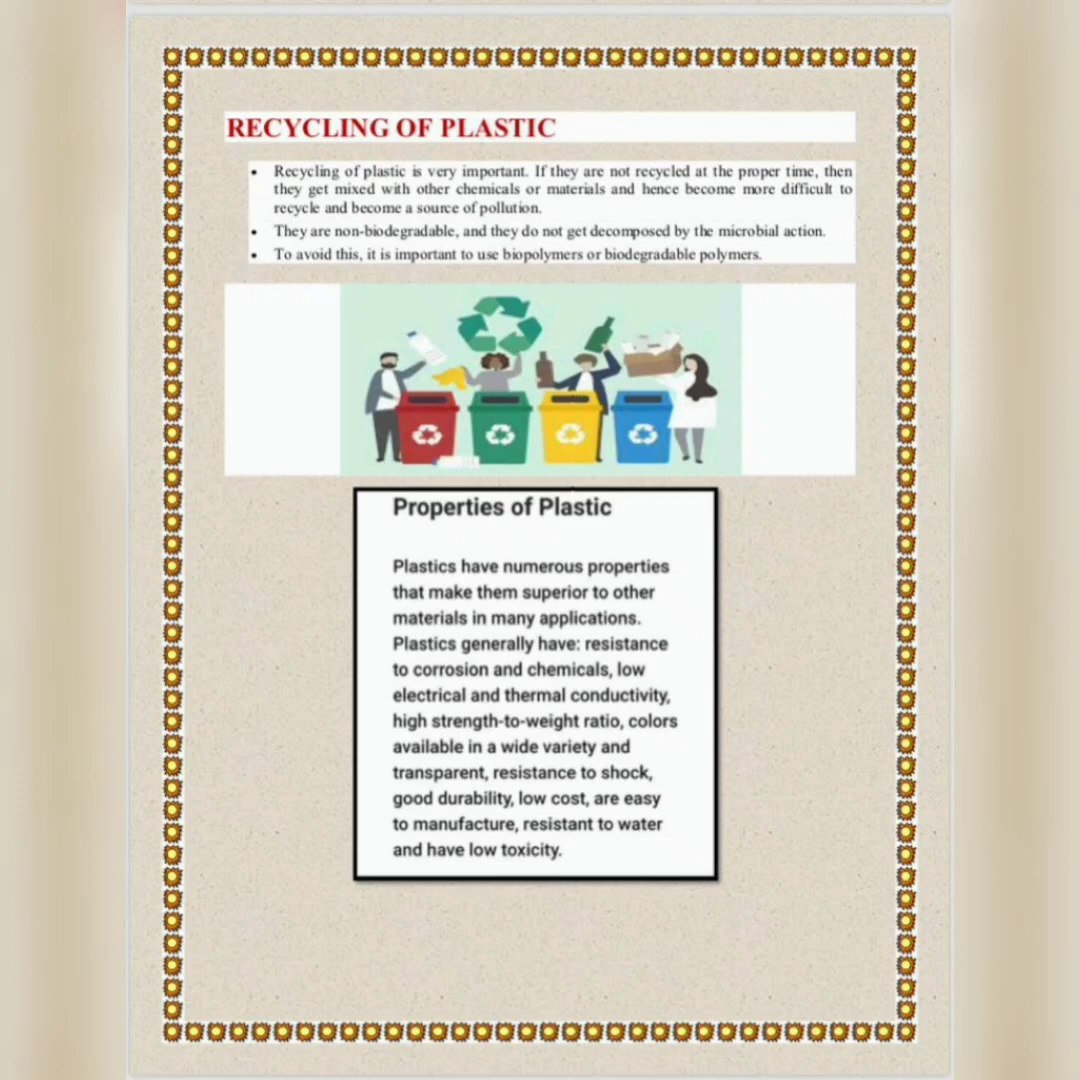 RECYCLING OF PLASTIC
• Recycling of plastic is very important. If they are not recycled at the proper time, then
they get mixed with other chemicals or materials and hence become more difficult to
recycle and become a source of pollution.
• They are non-biodegradable, and they do not get decomposed by the microbial action.
• To avoid this, it is important to use biopolymers or biodegradable polymers.
Properties of Plastic
Plastics have numerous properties
that make them superior to other
materials in many applications.
Plastics generally have: resistance
to corrosion and chemicals, low
electrical and thermal conductivity,
high strength-to-weight ratio, colors
available in a wide variety and
transparent, resistance to shock,
good durability, low cost, are easy
to manufacture, resistant to water
and have low toxicity.